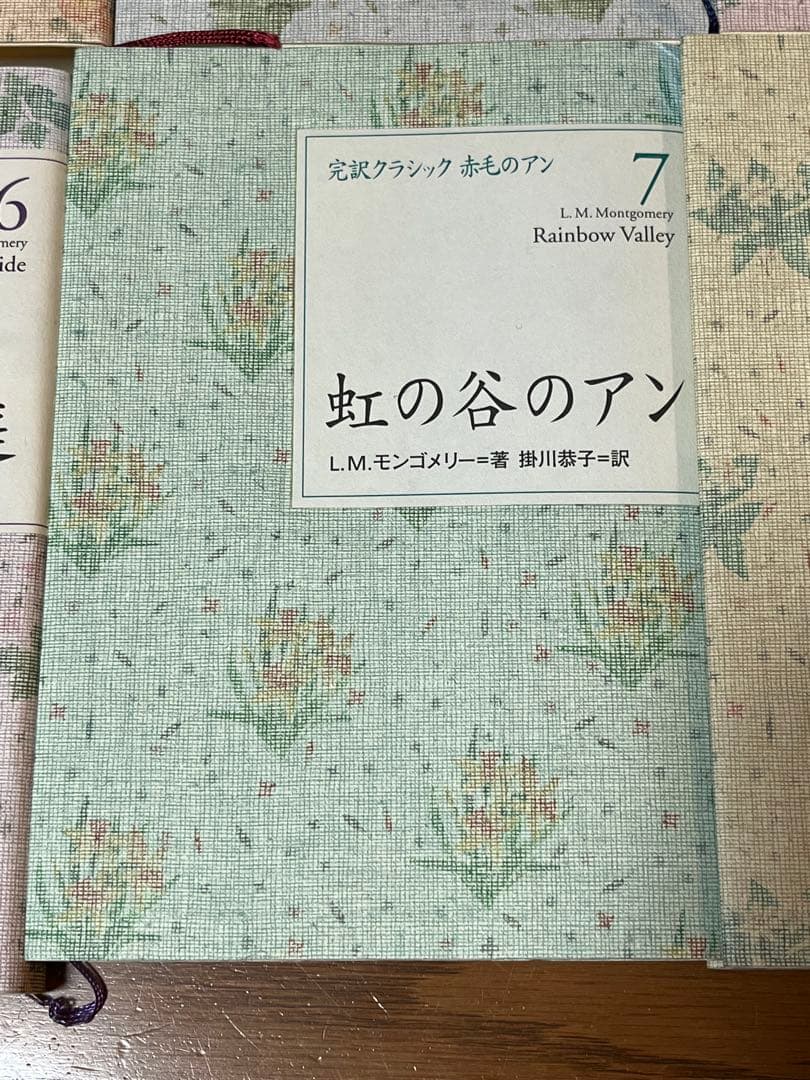 完訳クラシック 赤毛のアン
7
L. M. Montgomery
Rainbow Valley
虹の谷のアン
L.M.モンゴメリー=著 掛川恭子=訳
6
mery
ide